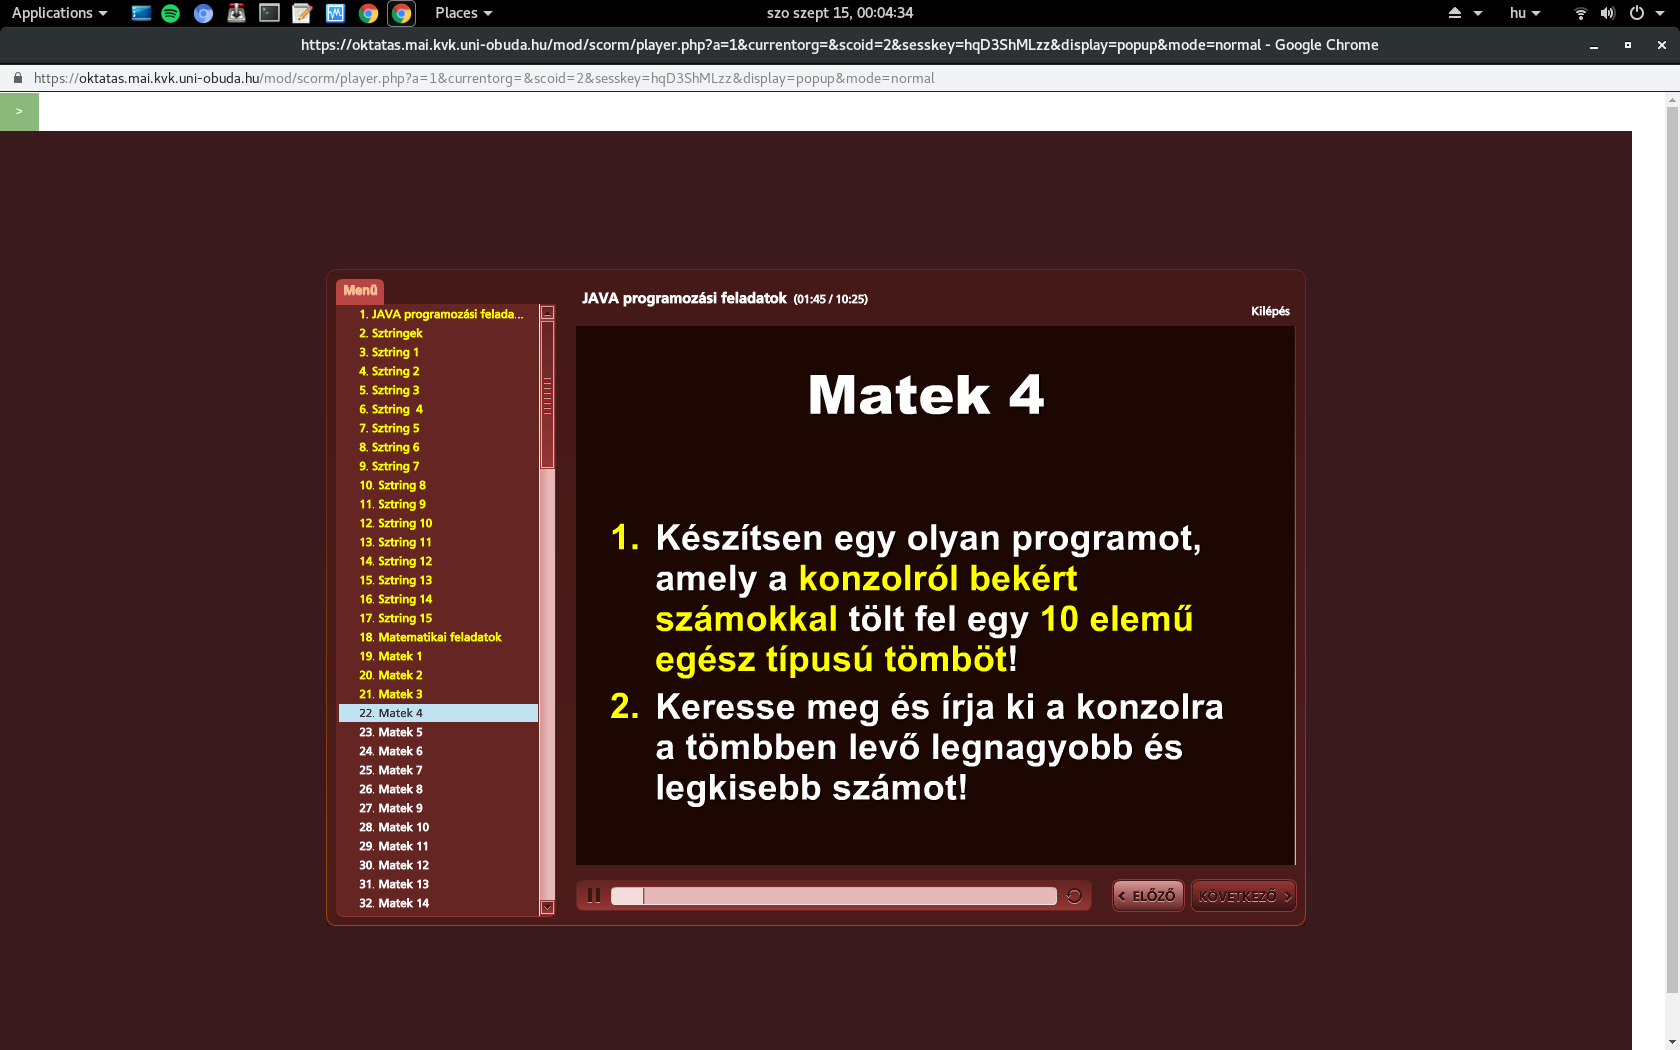 Applications
Places
szo szept 15, 00:04:34
hu
https://oktatas.mai.kvk.uni-obuda.hu/mod/scorm/player.php?a=1&currentorg=&scoid=2&sesskey=hqD3ShMLzz&display=popup&mode=normal - Google Chrome
https://oktatas.mai.kvk.uni-obuda.hu/mod/scorm/player.php?a=1&currentorg=&scoid=2&sesskey=hqD3ShMLzz&display=popup&mode=normal
>
Menü
1. JAVA programozási felada...
2. Sztringek
3. Sztring 1
4. Sztring 2
5. Sztring 3
6. Sztring 4
7. Sztring 5
8. Sztring 6
9. Sztring 7
10. Sztring 8
11. Sztring 9
12. Sztring 10
13. Sztring 11
14. Sztring 12
15. Sztring 13
16. Sztring 14
17. Sztring 15
18. Matematikai feladatok
19. Matek 1
20. Matek 2
21. Matek 3
22. Matek 4
23. Matek 5
24. Matek 6
25. Matek 7
26. Matek 8
27. Matek 9
28. Matek 10
29. Matek 11
30. Matek 12
31. Matek 13
32. Matek 14
JAVA programozási feladatok (01:45 / 10:25)
Kilépés
Matek 4
1. Készítsen egy olyan programot,
amely a konzolról bekért
számokkal tölt fel egy 10 elemű
egész típusú tömböt!
2. Keresse meg és írja ki a konzolra
a tömbben levő legnagyobb és
legkisebb számot!
< ELŐZŐ
KÖVETKEZŐ >